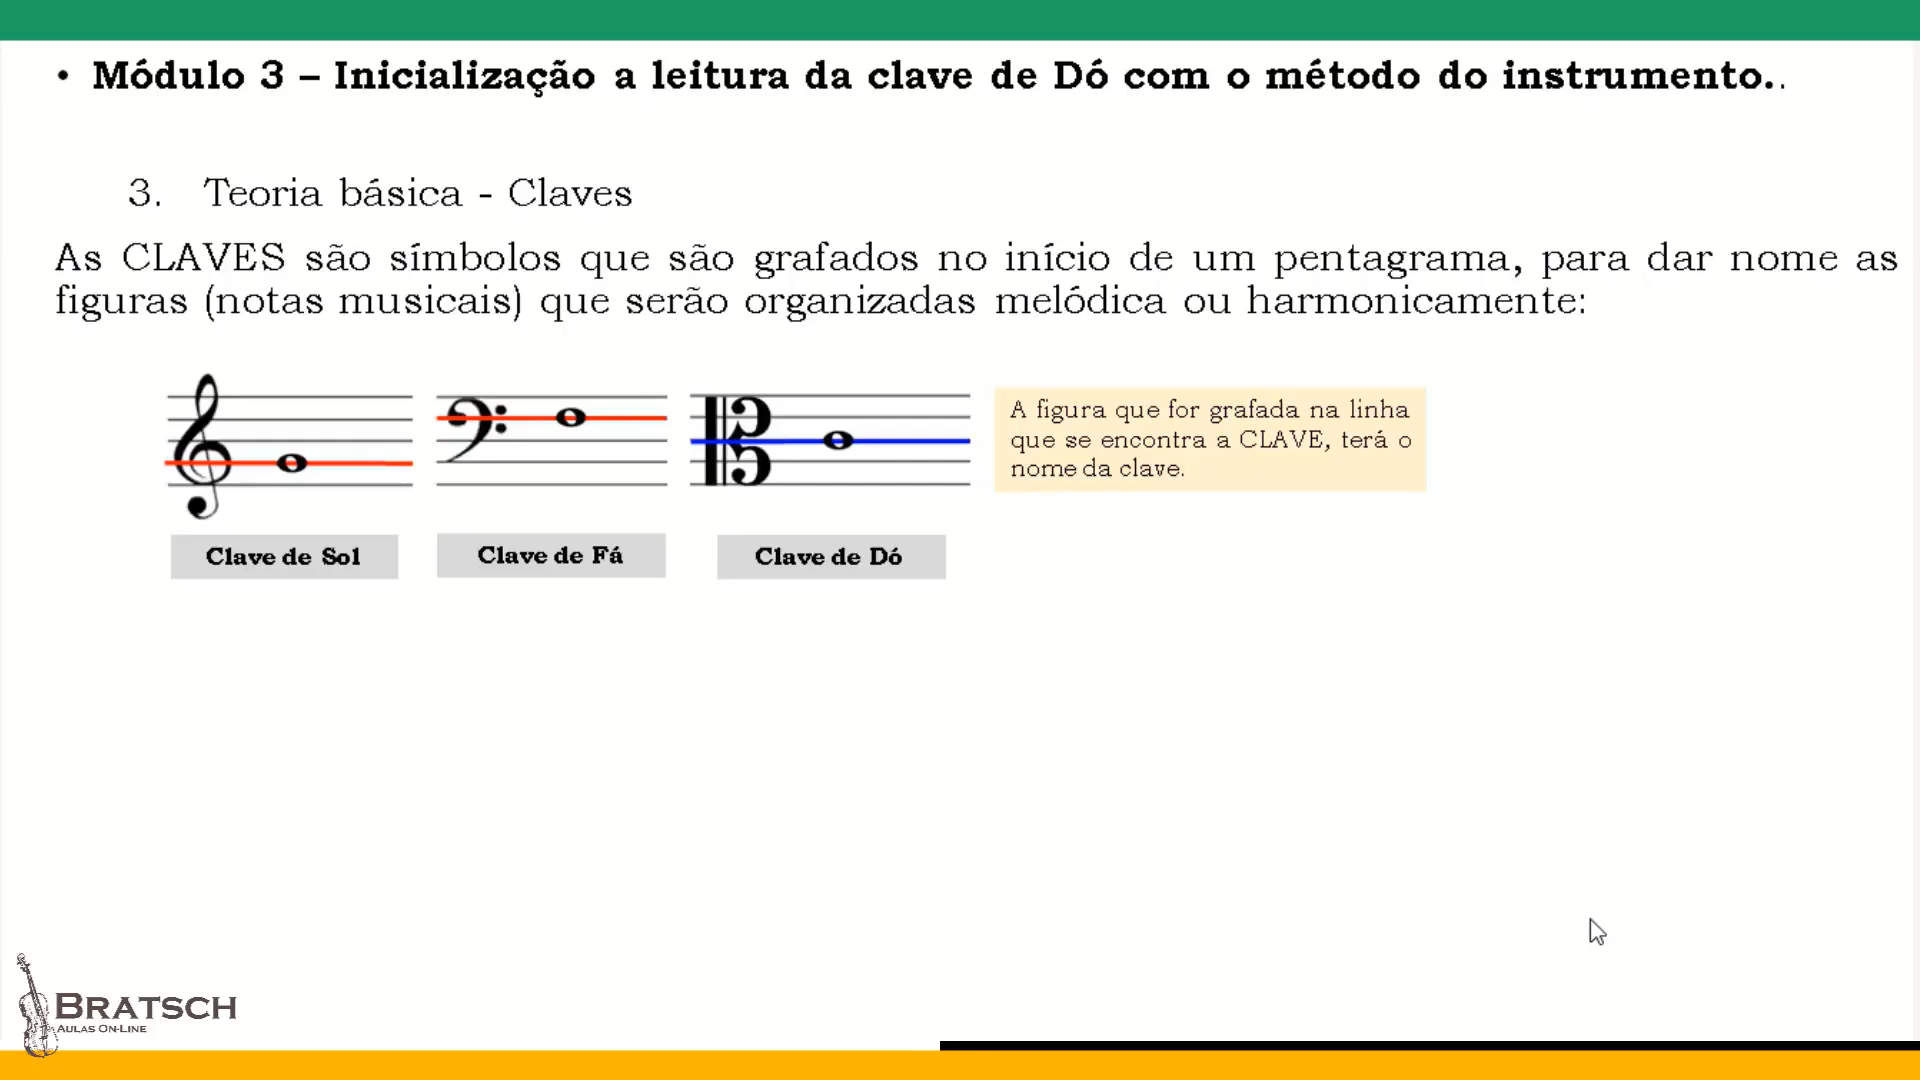 • Módulo 3 – Inicialização a leitura da clave de Dó com o método do instrumento..
3. Teoria básica - Claves
As CLAVES são símbolos que são grafados no início de um pentagrama, para dar nome as
figuras (notas musicais) que serão organizadas melódica ou harmonicamente:
A figura que for grafada na linha
que se encontra a CLAVE, terá o
nome da clave.
Clave de Sol
Clave de Fá
Clave de Dó
BRATSCH
AULAS ON-LINE